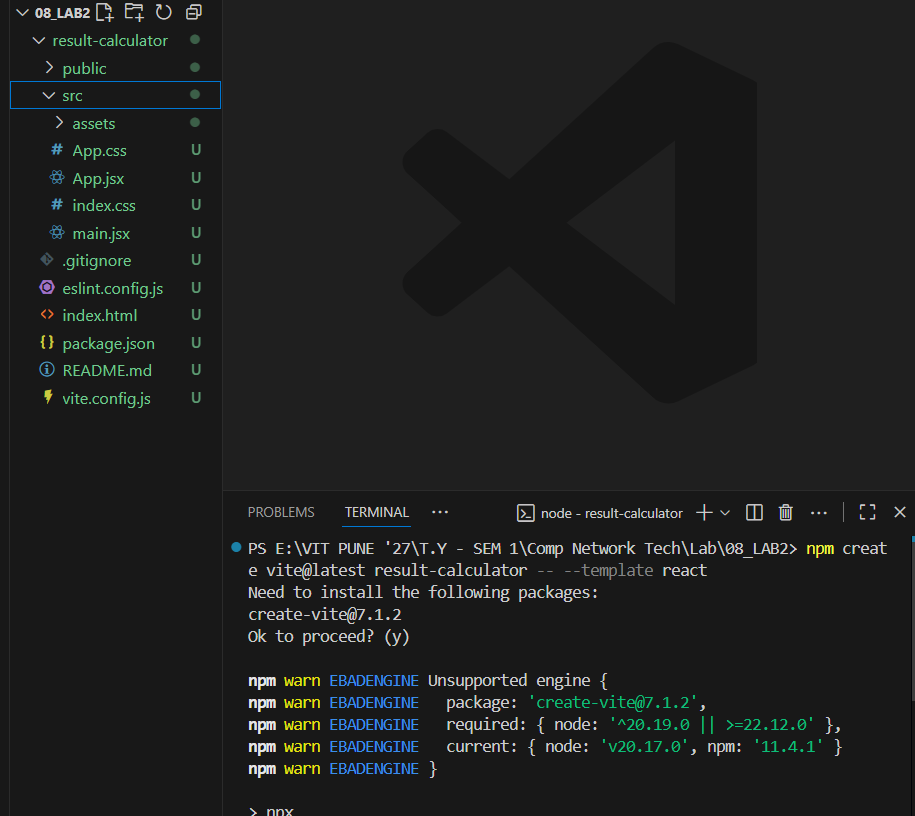 08_LAB2
result-calculator
public
src
assets
# App.css U
App.jsx U
# index.css U
main.jsx U
.gitignore U
eslint.config.js U
<> index.html U
{} package.json U
README.md U
vite.config.js U
PROBLEMS TERMINAL ... node - result-calculator
PS E:\VIT PUNE '27\T.Y - SEM 1\Comp Network Tech\Lab\08_LAB2> npm creat
e vite@latest result-calculator -- --template react
Need to install the following packages:
create-vite@7.1.2
Ok to proceed? (y)
npm warn EBADENGINE Unsupported engine {
npm warn EBADENGINE   package: 'create-vite@7.1.2',
npm warn EBADENGINE   required: { node: '^20.19.0 || >=22.12.0' },
npm warn EBADENGINE   current: { node: 'v20.17.0', npm: '11.4.1' }
npm warn EBADENGINE }
> npx